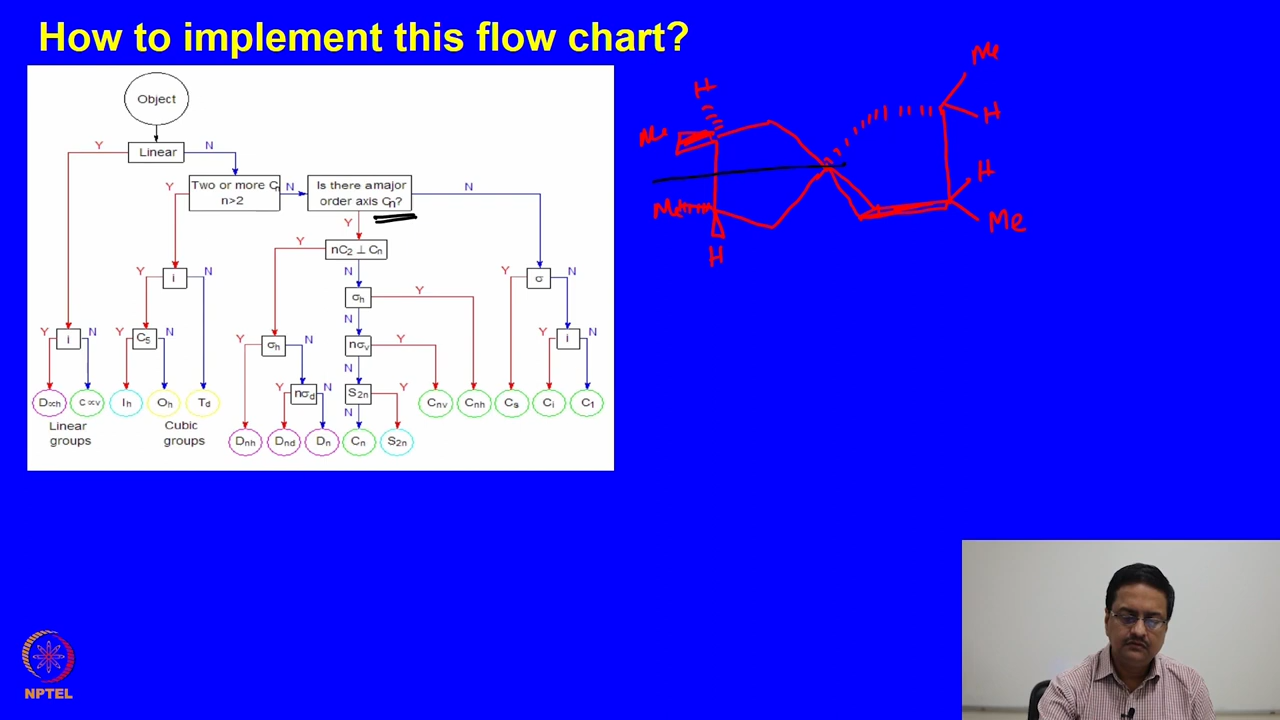 How to implement this flow chart?
Object
Y Linear N
Y Two or more Cn N
n>2
Is there a major N
order axis Cn?
Y
Y nC2 ⊥ Cn
N
Y i N
Y σ N
σh Y
N
Y i N
Y C5 N
Y σh N
nσv Y
Y i N
N
Y nσd N
S2n Y
N
D∝h
C∝v
Ih
Oh
Td
Cnv
Cnh
Cs
Ci
C1
Linear
groups
Cubic
groups
Dnh
Dnd
Dn
Cn
S2n
H
Me
Me
H
Me
H
H
Me
NPTEL